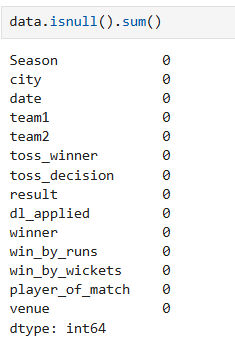 data.isnull().sum()
Season 0
city 0
date 0
team1 0
team2 0
toss_winner 0
toss_decision 0
result 0
dl_applied 0
winner 0
win_by_runs 0
win_by_wickets 0
player_of_match 0
venue 0
dtype: int64